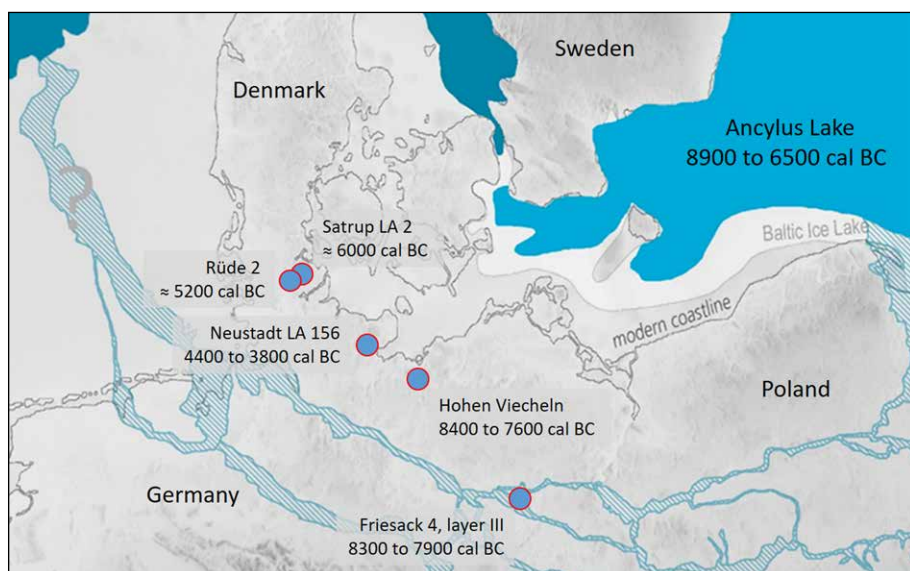 Sweden
Denmark
Ancylus Lake
8900 to 6500 cal BC
?
Satrup LA 2
≈ 6000 cal BC
Baltic Ice Lake
Rüde 2
≈ 5200 cal BC
Neustadt LA 156
4400 to 3800 cal BC
modern coastline
Hohen Viecheln
8400 to 7600 cal BC
Poland
Germany
Friesack 4, layer III
8300 to 7900 cal BC